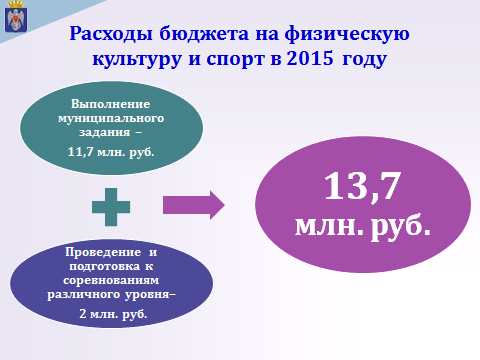 Расходы бюджета на физическую
культуру и спорт в 2015 году
Выполнение
муниципального
задания –
11,7 млн. руб.
Проведение и
подготовка к
соревнованиям
различного уровня–
2 млн. руб.
13,7
млн. руб.